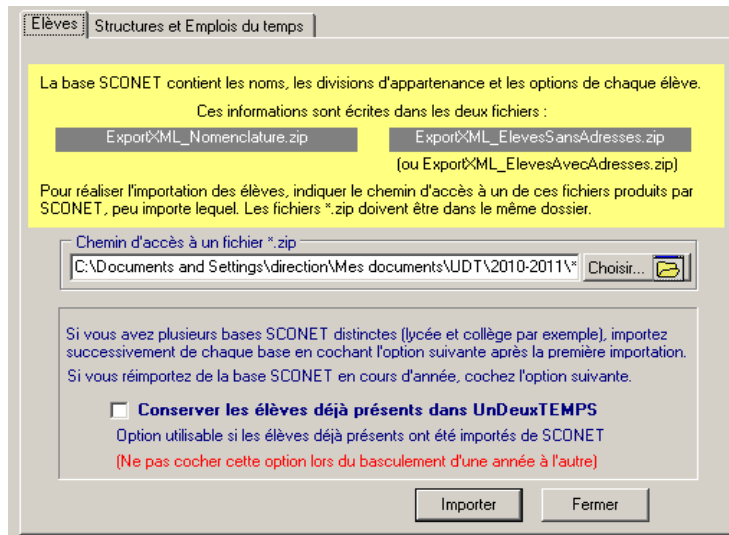 Elèves Structures et Emplois du temps
La base SCONET contient les noms, les divisions d'appartenance et les options de chaque élève.
Ces informations sont écrites dans les deux fichiers :
ExportXML_Nomenclature.zip ExportXML_ElevesSansAdresses.zip
(ou ExportXML_ElevesAvecAdresses.zip)
Pour réaliser l'importation des élèves, indiquer le chemin d'accès à un de ces fichiers produits par
SCONET, peu importe lequel. Les fichiers *.zip doivent être dans le même dossier.
Chemin d'accès à un fichier *.zip
C:\Documents and Settings\direction\Mes documents\UDT\2010-2011\* Choisir...
Si vous avez plusieurs bases SCONET distinctes (lycée et collège par exemple), importez
successivement de chaque base en cochant l'option suivante après la première importation.
Si vous réimportez de la base SCONET en cours d'année, cochez l'option suivante.
Conserver les élèves déjà présents dans UnDeuxTEMPS
Option utilisable si les élèves déjà présents ont été importés de SCONET
(Ne pas cocher cette option lors du basculement d'une année à l'autre)
Importer Fermer